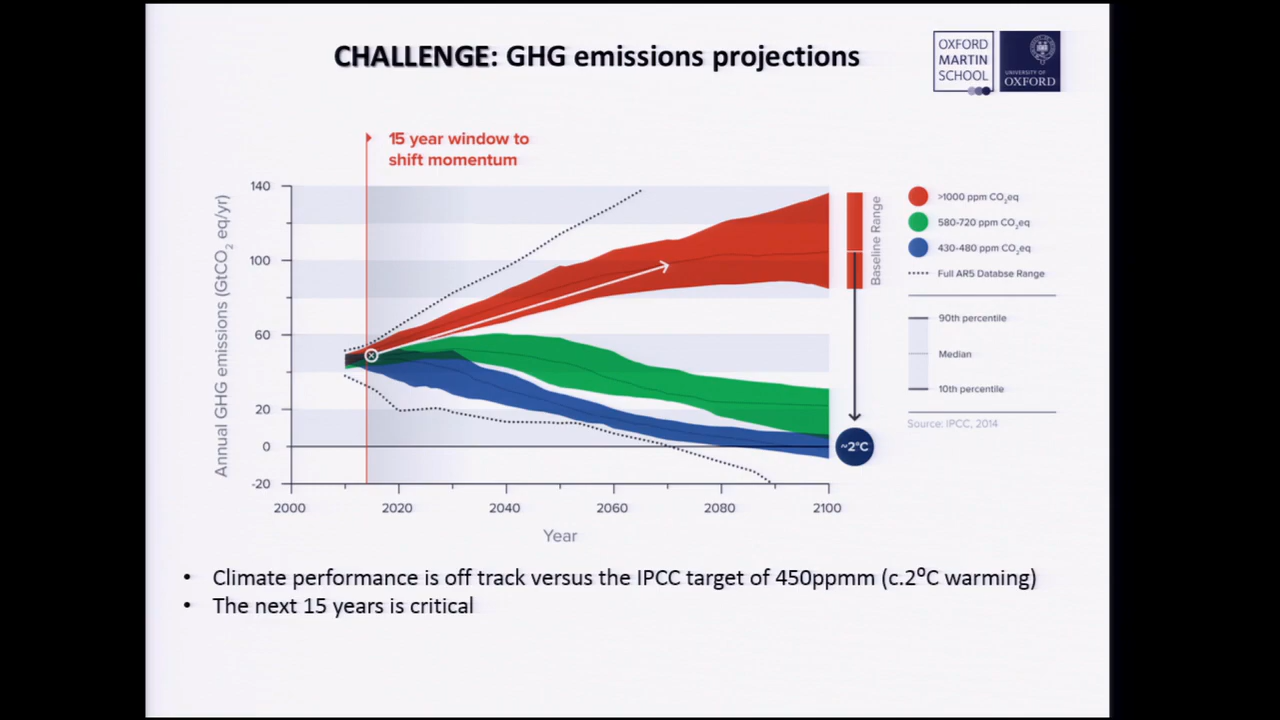 CHALLENGE: GHG emissions projections
OXFORD
MARTIN
SCHOOL
UNIVERSITY OF
OXFORD
15 year window to
shift momentum
Annual GHG emissions (GtCO2 eq/yr)
140
100
60
20
0
-20
2000
2020
2040
2060
2080
2100
Year
Baseline Range
~2°C
>1000 ppm CO2eq
580-720 ppm CO2eq
430-480 ppm CO2eq
Full AR5 Databse Range
90th percentile
Median
10th percentile
Source: IPCC, 2014
• Climate performance is off track versus the IPCC target of 450ppmm (c.2⁰C warming)
• The next 15 years is critical